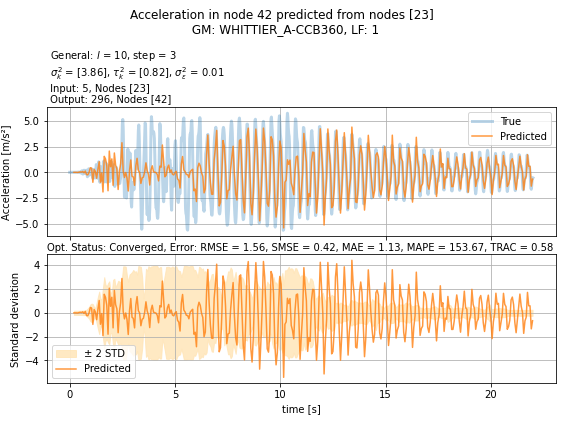 Acceleration in node 42 predicted from nodes [23]
GM: WHITTIER_A-CCB360, LF: 1
General: l = 10, step = 3
σ²ₖ = [3.86], τ²ₖ = [0.82], σ²ε = 0.01
Input: 5, Nodes [23]
Output: 296, Nodes [42]
Acceleration [m/s²]
5.0
2.5
0.0
−2.5
−5.0
True
Predicted
Opt. Status: Converged, Error: RMSE = 1.56, SMSE = 0.42, MAE = 1.13, MAPE = 153.67, TRAC = 0.58
Standard deviation
4
2
0
−2
−4
± 2 STD
Predicted
0 5 10 15 20
time [s]